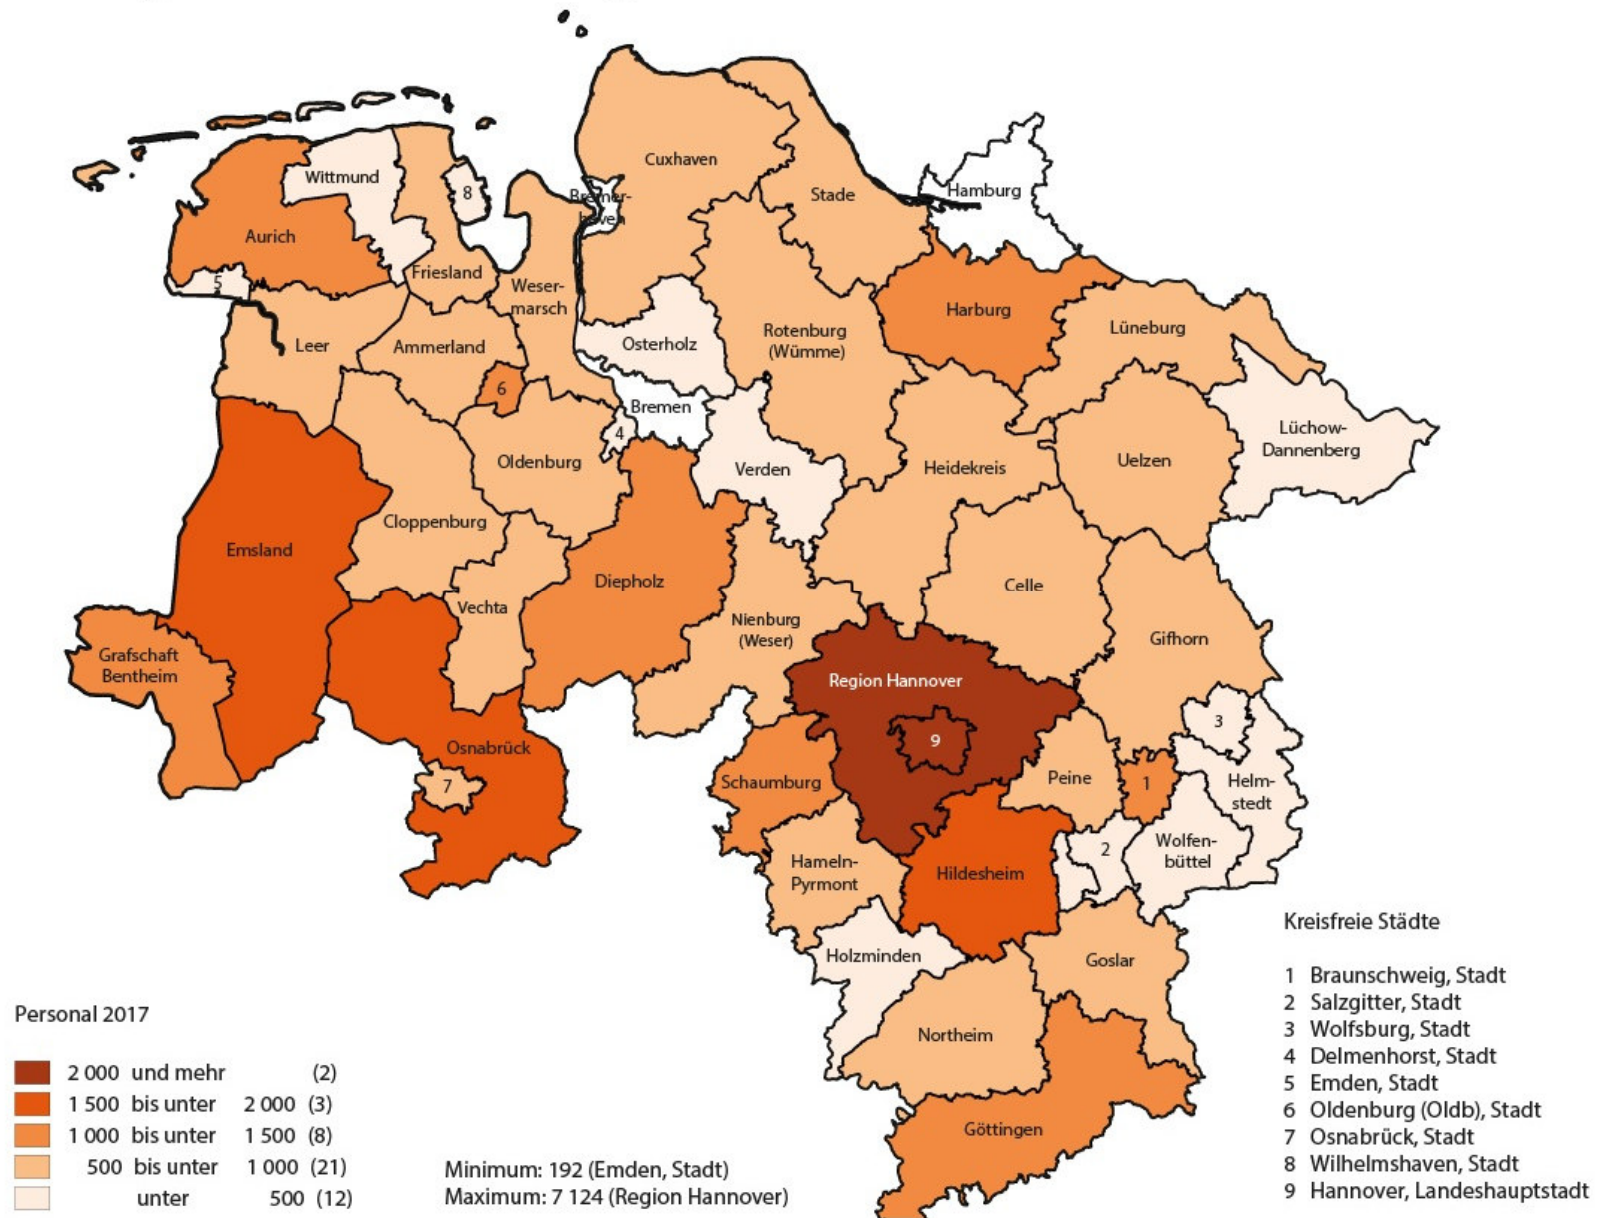 Cuxhaven
Wittmund
Hamburg
8
Bremer-
haven
Stade
Aurich
Friesland
5
Weser-
marsch
Harburg
Lüneburg
Leer
Ammerland
Osterholz
Rotenburg
(Wümme)
6
Bremen
4
Lüchow-
Dannenberg
Oldenburg
Verden
Heidekreis
Uelzen
Cloppenburg
Emsland
Diepholz
Celle
Vechta
Nienburg
(Weser)
Gifhorn
Grafschaft
Bentheim
Region Hannover
3
9
Osnabrück
7
Schaumburg
Peine
1
Helm-
stedt
2
Wolfen-
büttel
Hameln-
Pyrmont
Hildesheim
Holzminden
Goslar
Northeim
Göttingen
Personal 2017
2 000 und mehr (2)
1 500 bis unter 2 000 (3)
1 000 bis unter 1 500 (8)
500 bis unter 1 000 (21)
unter 500 (12)
Minimum: 192 (Emden, Stadt)
Maximum: 7 124 (Region Hannover)
Kreisfreie Städte
1 Braunschweig, Stadt
2 Salzgitter, Stadt
3 Wolfsburg, Stadt
4 Delmenhorst, Stadt
5 Emden, Stadt
6 Oldenburg (Oldb), Stadt
7 Osnabrück, Stadt
8 Wilhelmshaven, Stadt
9 Hannover, Landeshauptstadt